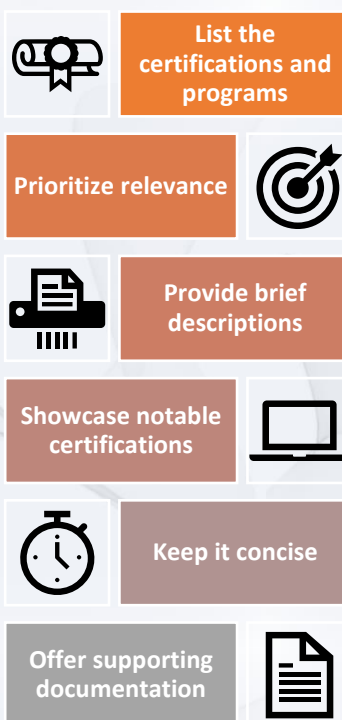 List the
certifications and
programs
Prioritize relevance
Provide brief
descriptions
Showcase notable
certifications
Keep it concise
Offer supporting
documentation